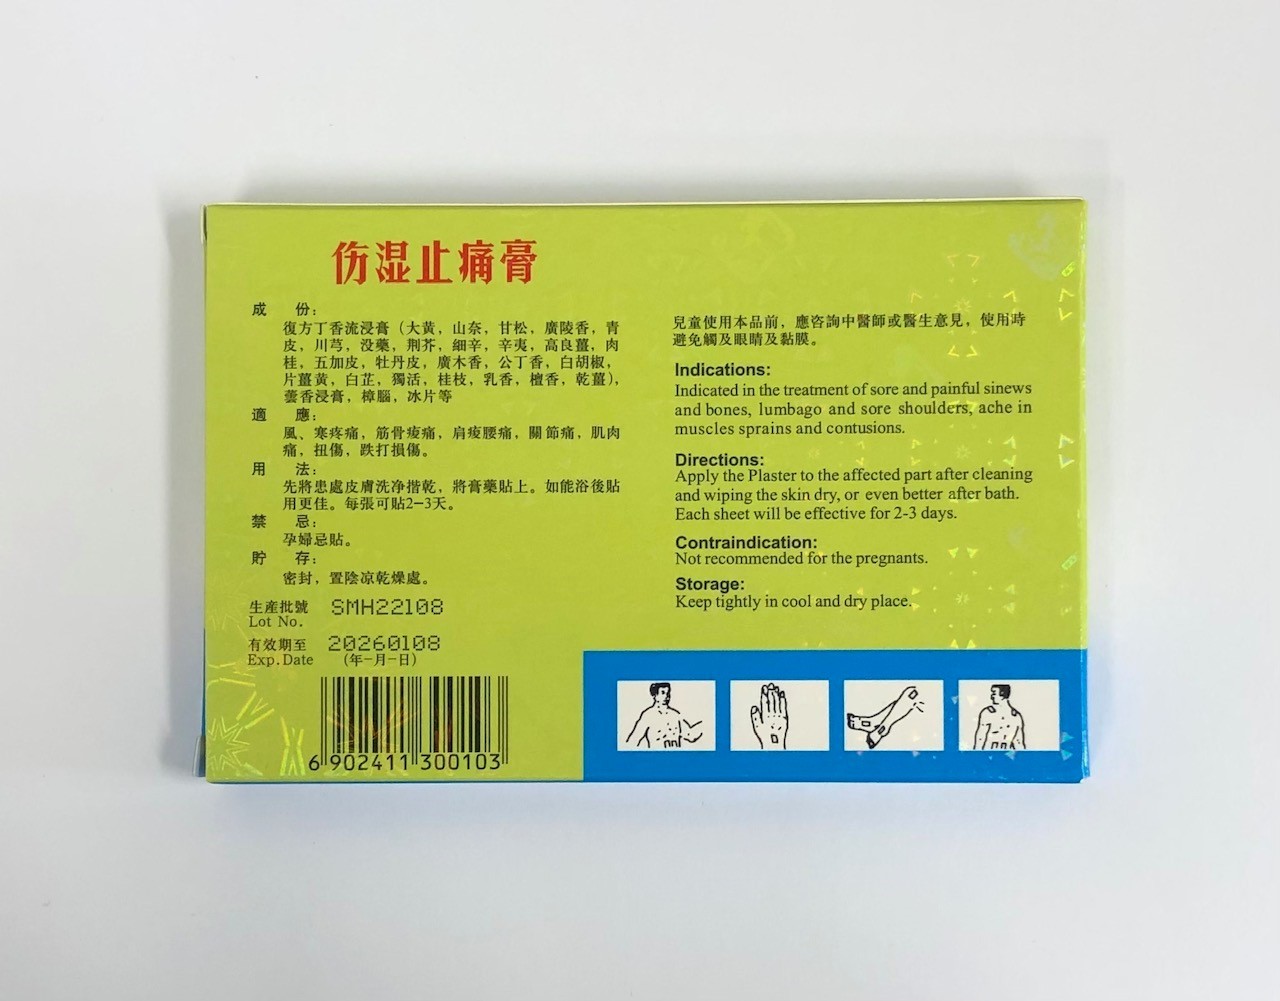 伤湿止痛膏
成　份：
復方丁香流浸膏（大黄，山奈，甘松，廣陵香，青
皮，川芎，没藥，荆芥，細辛，辛夷，高良薑，肉
桂，五加皮，牡丹皮，廣木香，公丁香，白胡椒，
片薑黄，白芷，獨活，桂枝，乳香，檀香，乾薑），
蕓香浸膏，樟腦，冰片等
適　應：
風、寒疼痛，筋骨痠痛，肩痠腰痛，關節痛，肌肉
痛，扭傷，跌打損傷。
用　法：
先將患處皮膚洗净揩乾，將膏藥貼上。如能浴後貼
用更佳。每張可貼2—3天。
禁　忌：
孕婦忌貼。
貯　存：
密封，置陰凉乾燥處。
生産批號 SMH22108
Lot No.
有效期至 20260108
Exp.Date (年-月-日)
6 902411 300103
兒童使用本品前，應咨詢中醫師或醫生意見，使用時
避免觸及眼睛及黏膜。
Indications:
Indicated in the treatment of sore and painful sinews
and bones, lumbago and sore shoulders, ache in
muscles sprains and contusions.
Directions:
Apply the Plaster to the affected part after cleaning
and wiping the skin dry, or even better after bath.
Each sheet will be effective for 2-3 days.
Contraindication:
Not recommended for the pregnants.
Storage:
Keep tightly in cool and dry place.